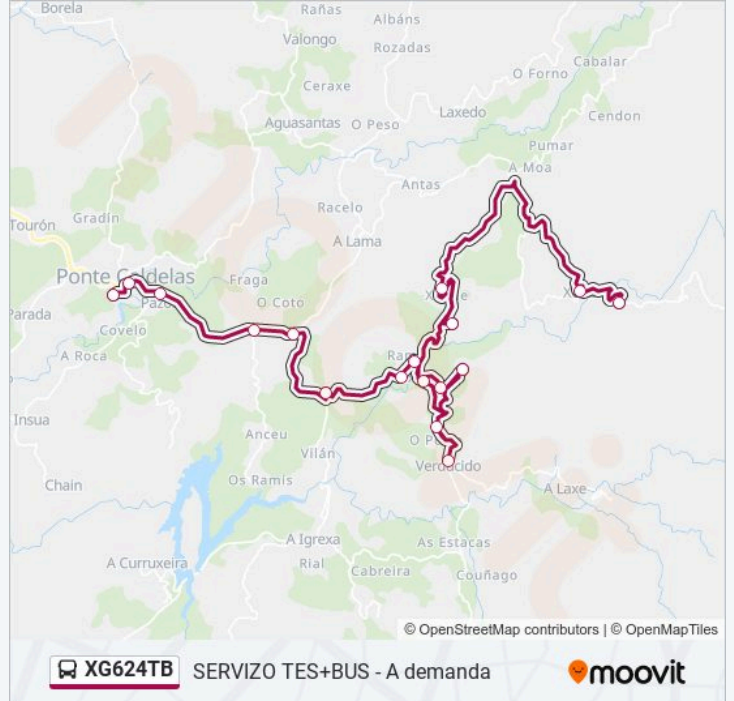 Borela
Rañas
Albáns
Valongo
Rozadas
Cabalar
O Forno
Ceraxe
Laxedo
Cendon
Aguasantas
O Peso
Pumar
A Moa
Antas
Racelo
Gradín
Tourón
A Lama
Ponte Caldelas
Fraga
O Coto
Pazo
Parada
Covelo
A Roca
Insua
Anceu
Vilán
Verducido
Chain
Os Ramis
A Laxe
A Igrexa
As Estacas
A Curruxeira
Rial
Cabreira
Couñago
© OpenStreetMap contributors | © OpenMapTiles
XG624TB
SERVIZO TES+BUS - A demanda
moovit